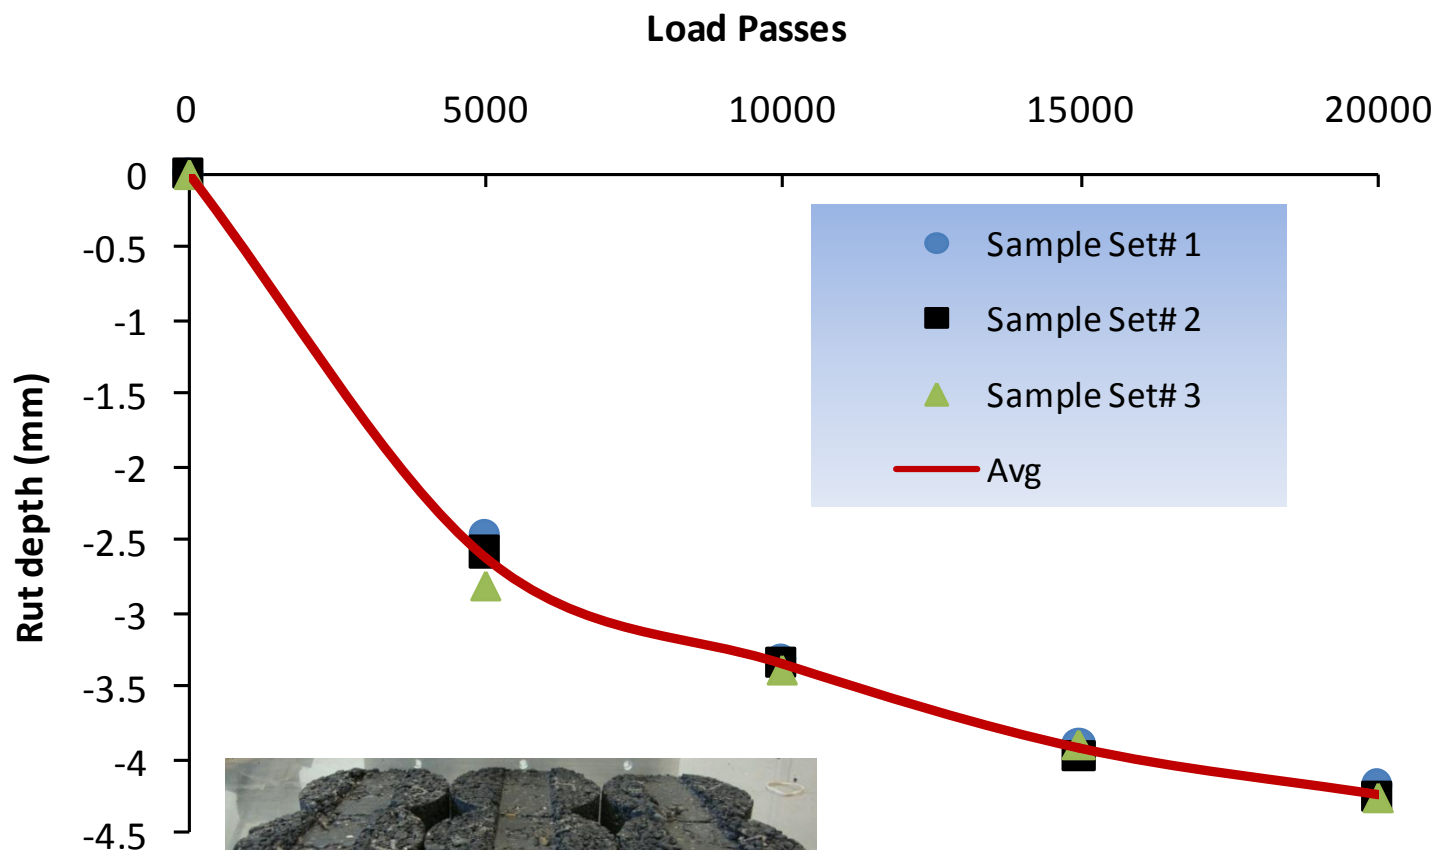 Load Passes
0 5000 10000 15000 20000
0
-0.5
-1
-1.5
-2
-2.5
-3
-3.5
-4
-4.5
Rut depth (mm)
Sample Set# 1
Sample Set# 2
Sample Set# 3
Avg